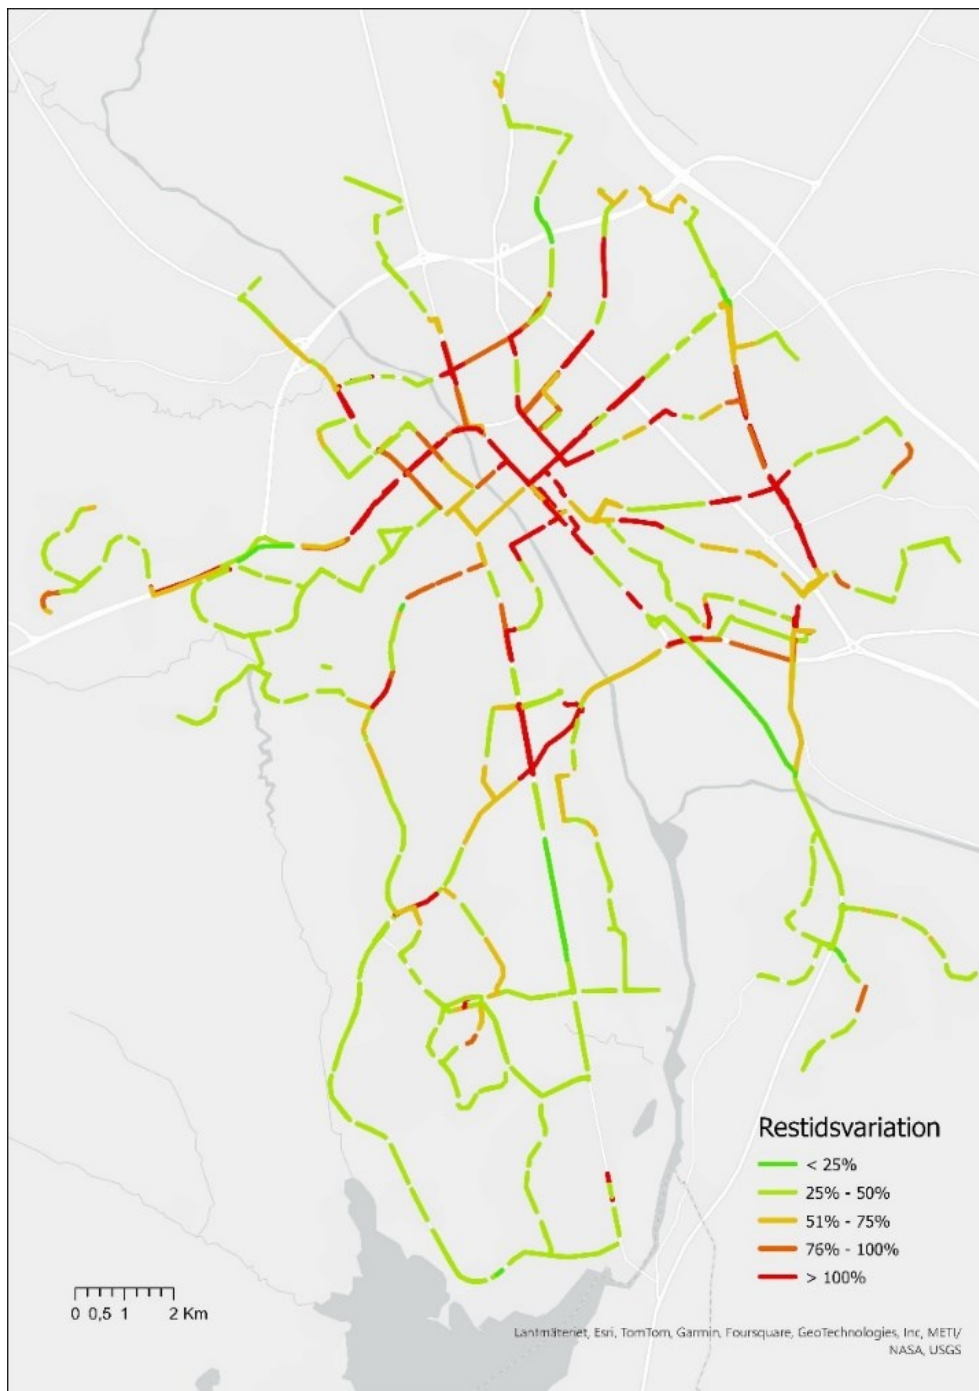 Restidsvariation
< 25%
25% - 50%
51% - 75%
76% - 100%
> 100%
0 0,5 1 2 Km
Lantmäteriet, Esri, TomTom, Garmin, Foursquare, GeoTechnologies, Inc, METI/
NASA, USGS